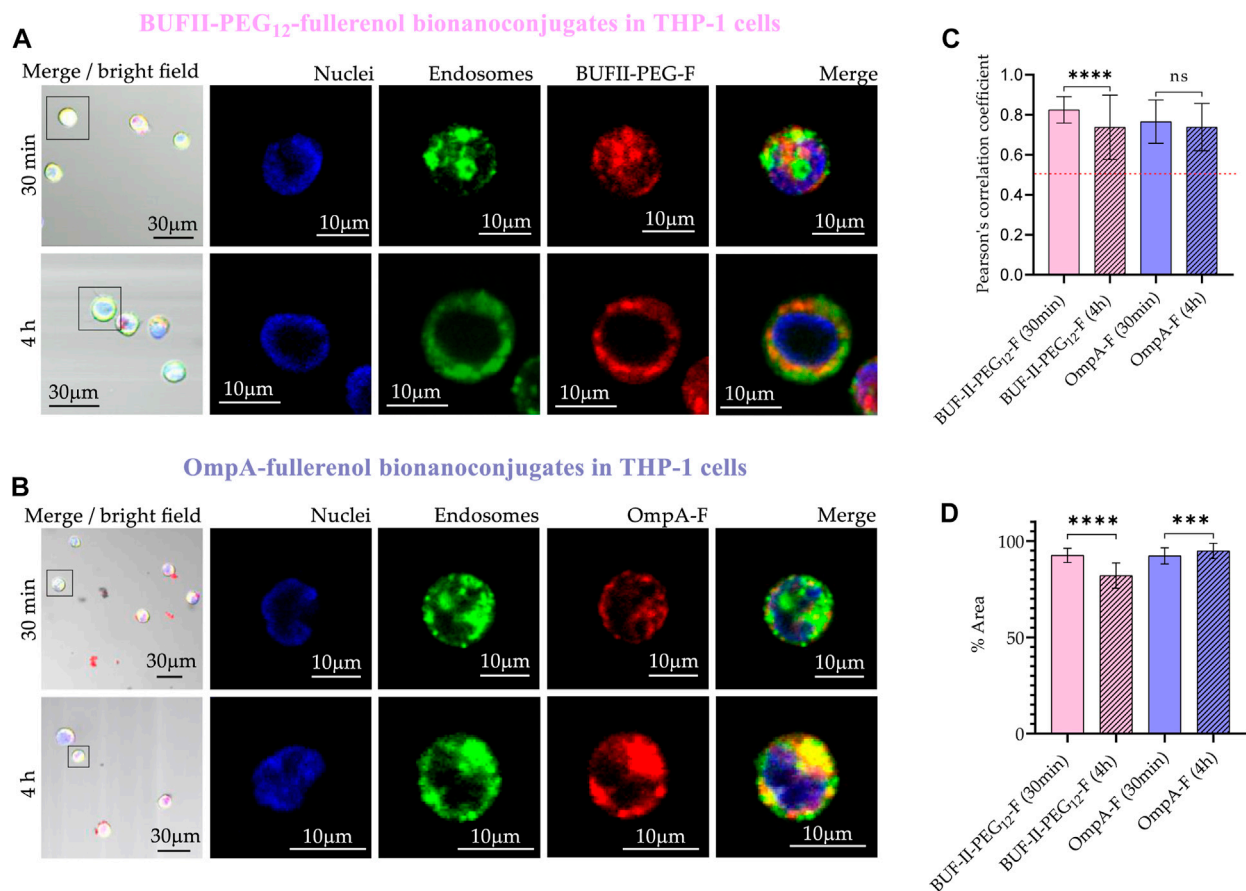 BUFII-PEG12-fullerenol bionanoconjugates in THP-1 cells
A
Merge / bright field
Nuclei
Endosomes
BUFII-PEG-F
Merge
30 min
30µm
10µm
10µm
10µm
10µm
4 h
30µm
10µm
10µm
10µm
10µm
OmpA-fullerenol bionanoconjugates in THP-1 cells
B
Merge / bright field
Nuclei
Endosomes
OmpA-F
Merge
30 min
30µm
10µm
10µm
10µm
10µm
4 h
30µm
10µm
10µm
10µm
10µm
C
Pearson's correlation coefficient
1.0
0.8
0.6
0.4
0.2
0.0
****
ns
BUF-II-PEG12-F (30min)
BUF-II-PEG12-F (4h)
OmpA-F (30min)
OmpA-F (4h)
D
% Area
100
50
0
****
***
BUF-II-PEG12-F (30min)
BUF-II-PEG12-F (4h)
OmpA-F (30min)
OmpA-F (4h)